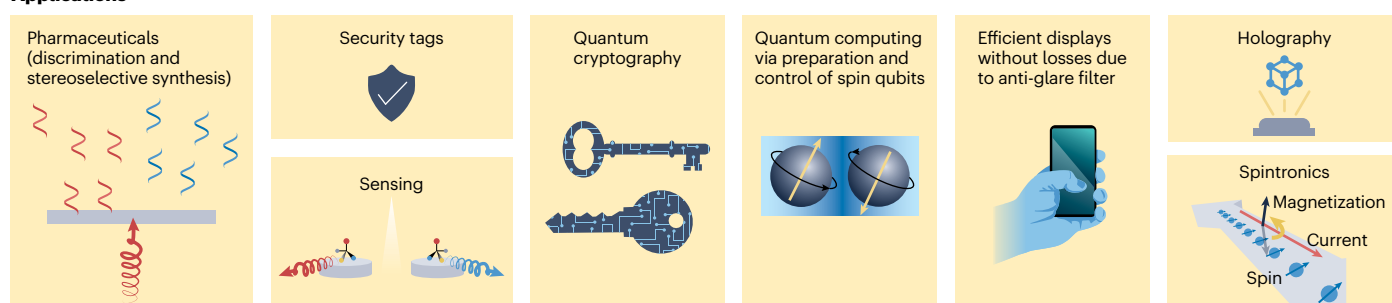 Applications
Pharmaceuticals
(discrimination and
stereoselective synthesis)
Security tags
Sensing
Quantum
cryptography
Quantum computing
via preparation and
control of spin qubits
Efficient displays
without losses due
to anti-glare filter
Holography
Spintronics
Magnetization
Current
Spin